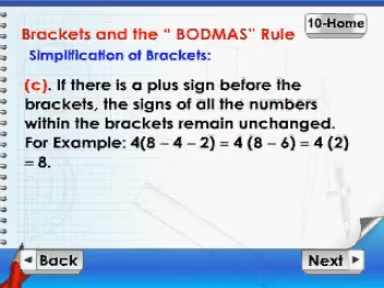 10-Home
Brackets and the “ BODMAS” Rule
Simplification of Brackets:
(c). If there is a plus sign before the
brackets, the signs of all the numbers
within the brackets remain unchanged.
For Example: 4(8 – 4 – 2) = 4 (8 – 6) = 4 (2)
= 8.
Back
Next